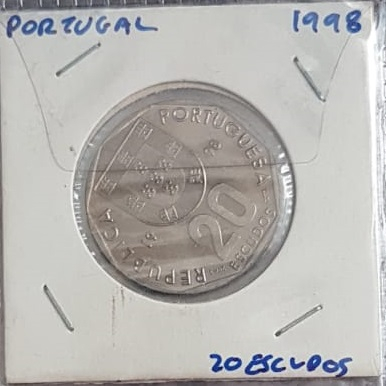 PORTUGAL 1998
REPUBLICA PORTUGUESA
20 ESCUDOS
20 ESCUDOS